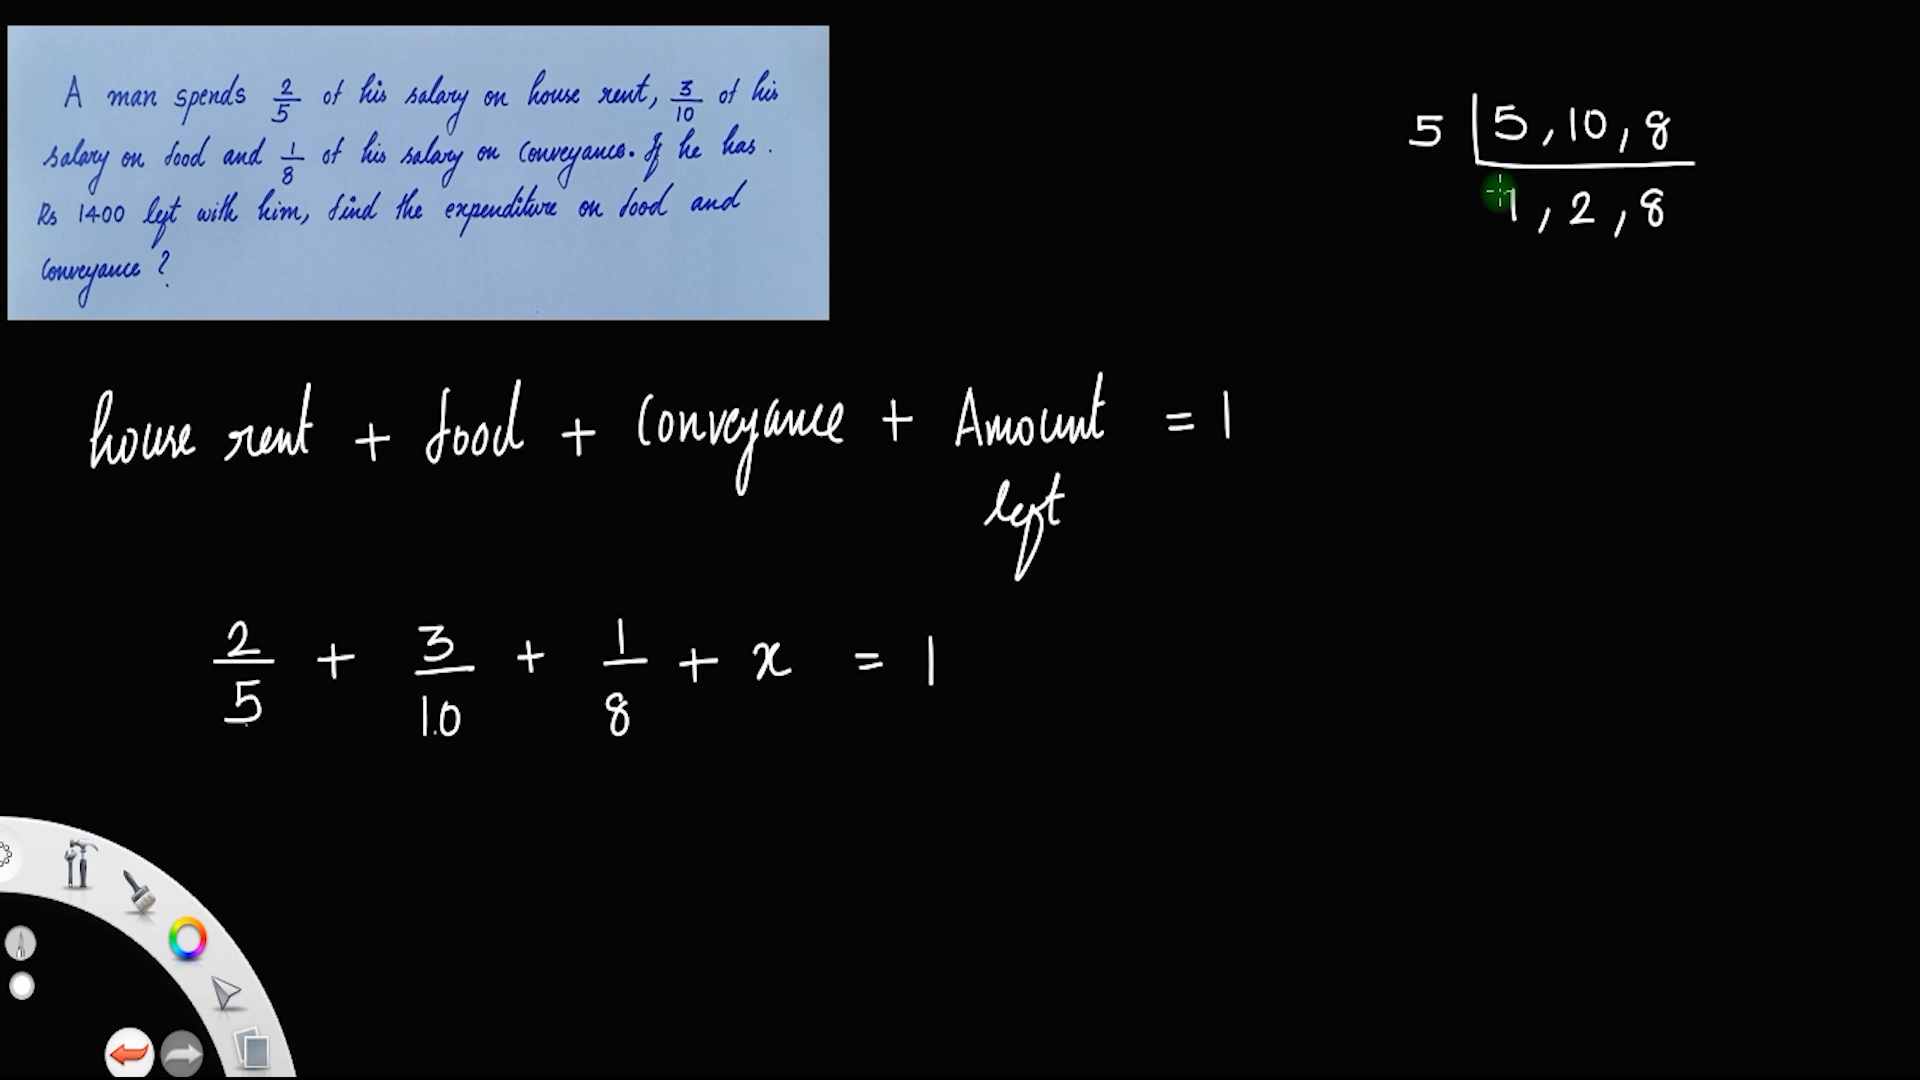 A man spends 2/5 of his salary on house rent, 3/10 of his
salary on food and 1/8 of his salary on conveyance. If he has.
Rs 1400 left with him, find the expenditure on food and
conveyance ?
5 | 5, 10, 8
1, 2, 8
house rent + food + Conveyance + Amount = 1
left
2/5 + 3/10 + 1/8 + x = 1